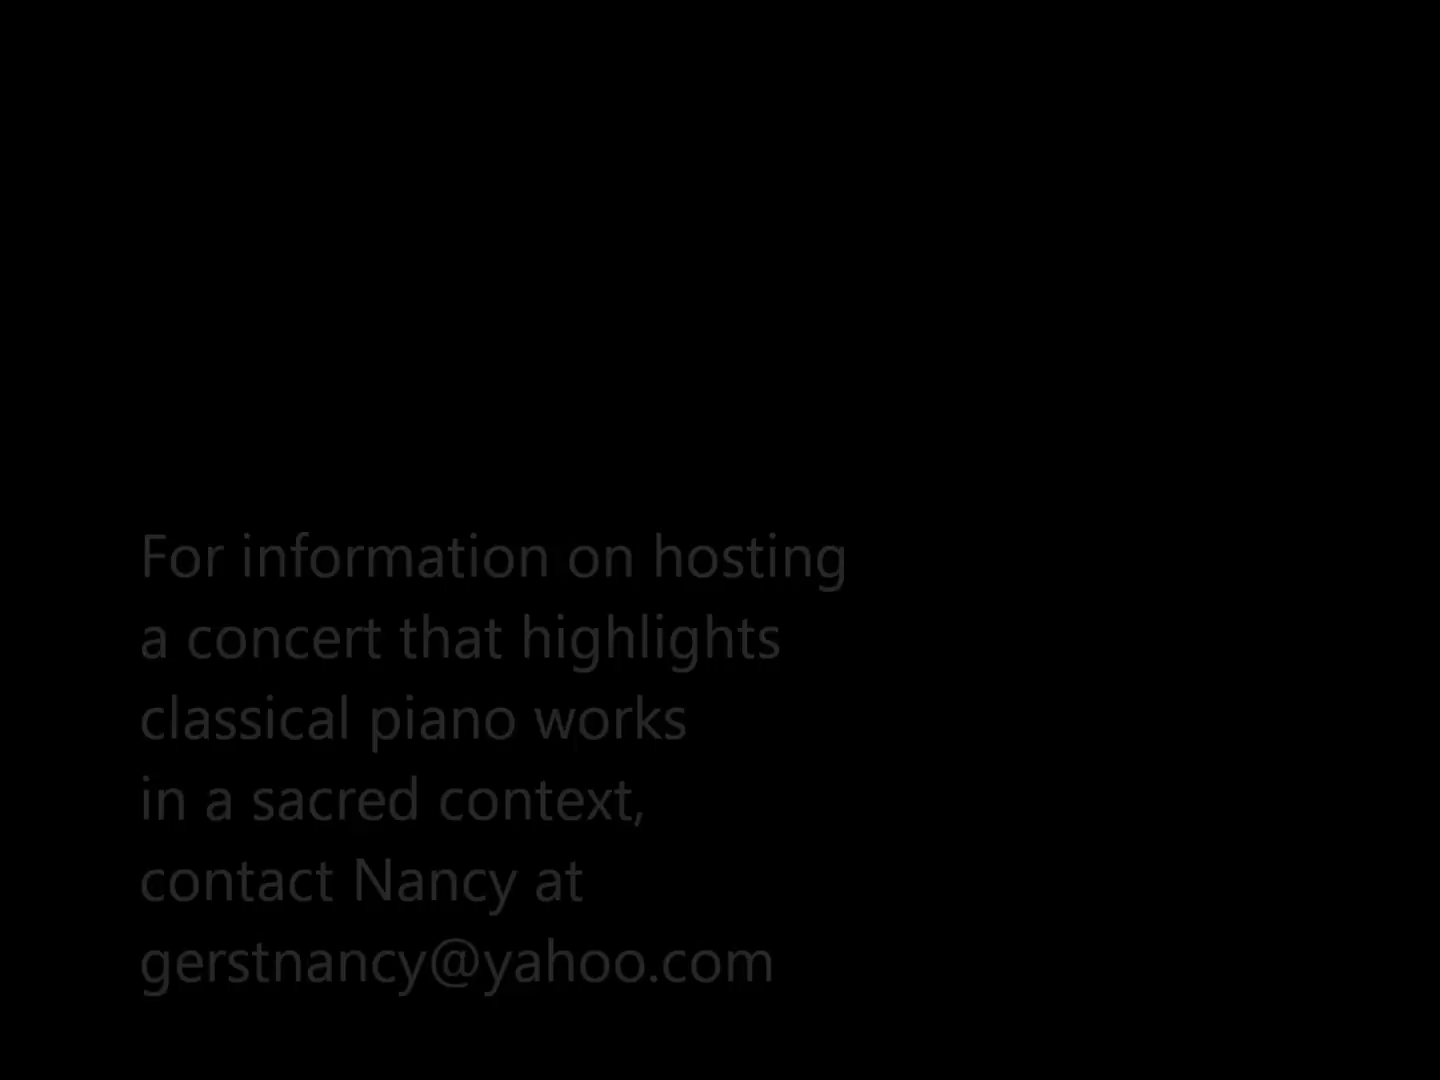 For information on hosting
a concert that highlights
classical piano works
in a sacred context,
contact Nancy at
gerstnancy@yahoo.com